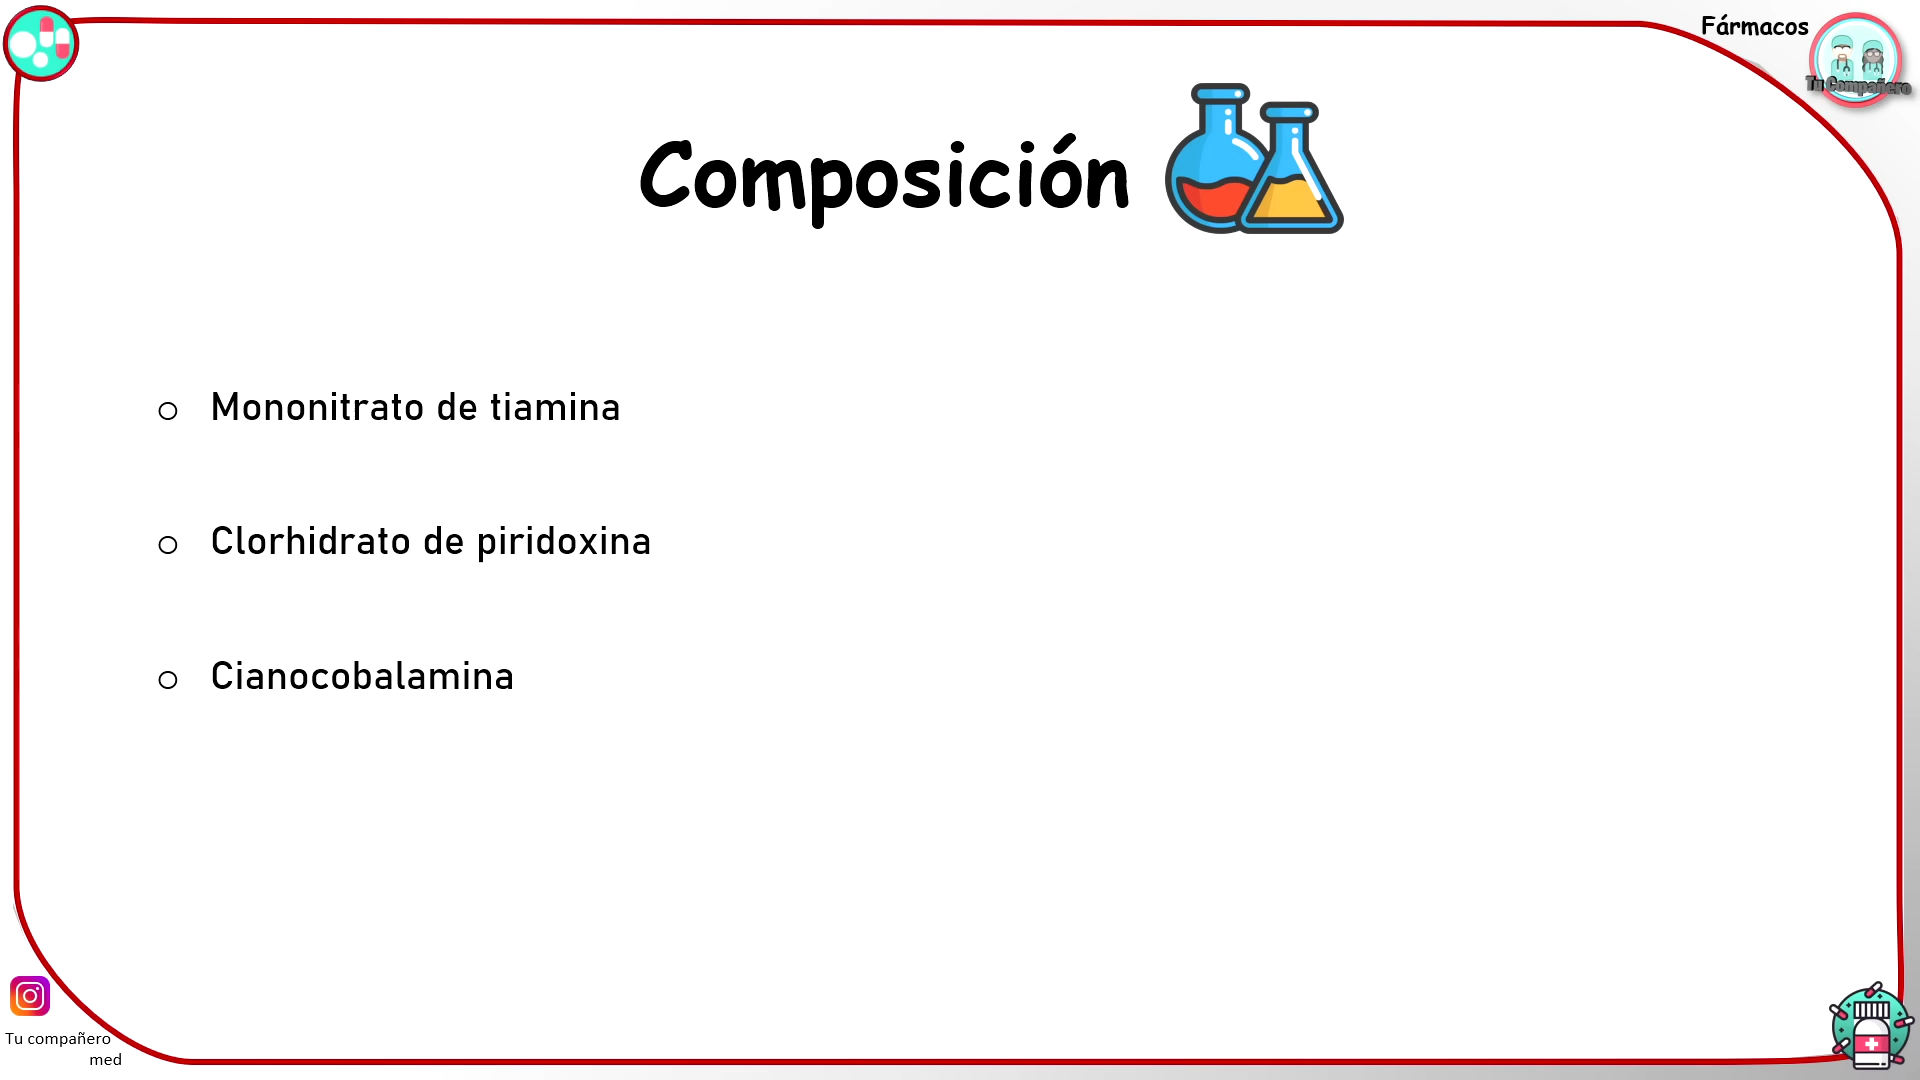 Fármacos
Tu Compañero
Composición
o Mononitrato de tiamina
o Clorhidrato de piridoxina
o Cianocobalamina
Tu compañero
med